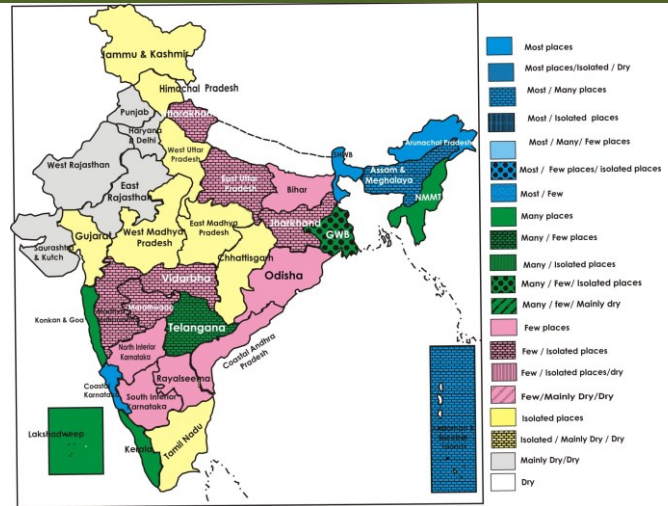 Jammu & Kashmir
Himachal Pradesh
Punjab
Uttarakhand
Haryana
& Delhi
West Uttar
Pradesh
West Rajasthan
East
Rajasthan
East Uttar
Pradesh
Bihar
SHWB
Arunachal Pradesh
Assam &
Meghalaya
NMMT
Jharkhand
GWB
Gujarat
Saurashtra
& Kutch
West Madhya
Pradesh
East Madhya
Pradesh
Chhattisgarh
Odisha
Vidarbha
Marathwada
Telangana
Konkan & Goa
North Interior
Karnataka
Coastal Andhra
Pradesh
Rayalseema
Coastal
Karnataka
South Interior
Karnataka
Lakshadweep
Kerala
Tamil Nadu
Most places
Most places/Isolated / Dry
Most / Many places
Most / Isolated places
Most / Many/ Few places
Most / Few places/isolated places
Most / Few
Many places
Many / Few places
Many / Isolated places
Many / Few/ Isolated places
Many / few/ Mainly dry
Few places
Few / Isolated places
Few / Isolated places/dry
Few/Mainly Dry/Dry
Isolated places
Isolated / Mainly Dry / Dry
Mainly Dry/Dry
Dry